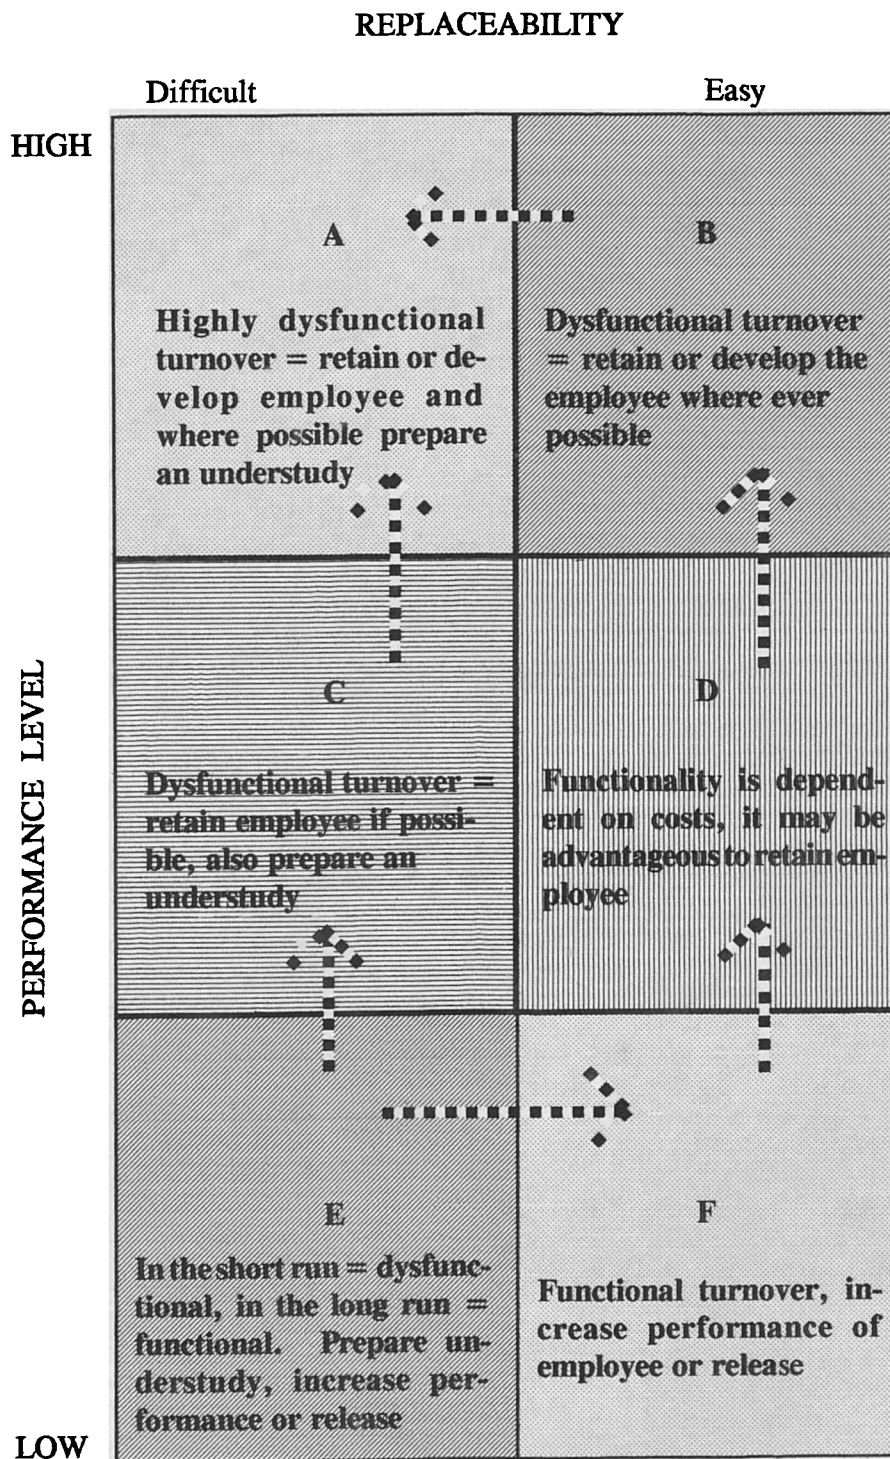 REPLACEABILITY
Difficult
Easy
HIGH
A
B
Highly dysfunctional
turnover = retain or de-
velop employee and
where possible prepare
an understudy
Dysfunctional turnover
= retain or develop the
employee where ever
possible
PERFORMANCE LEVEL
C
D
Dysfunctional turnover =
retain employee if possi-
ble, also prepare an
understudy
Functionality is depend-
ent on costs, it may be
advantageous to retain em-
ployee
E
F
In the short run = dysfunc-
tional, in the long run =
functional. Prepare un-
derstudy, increase per-
formance or release
Functional turnover, in-
crease performance of
employee or release
LOW